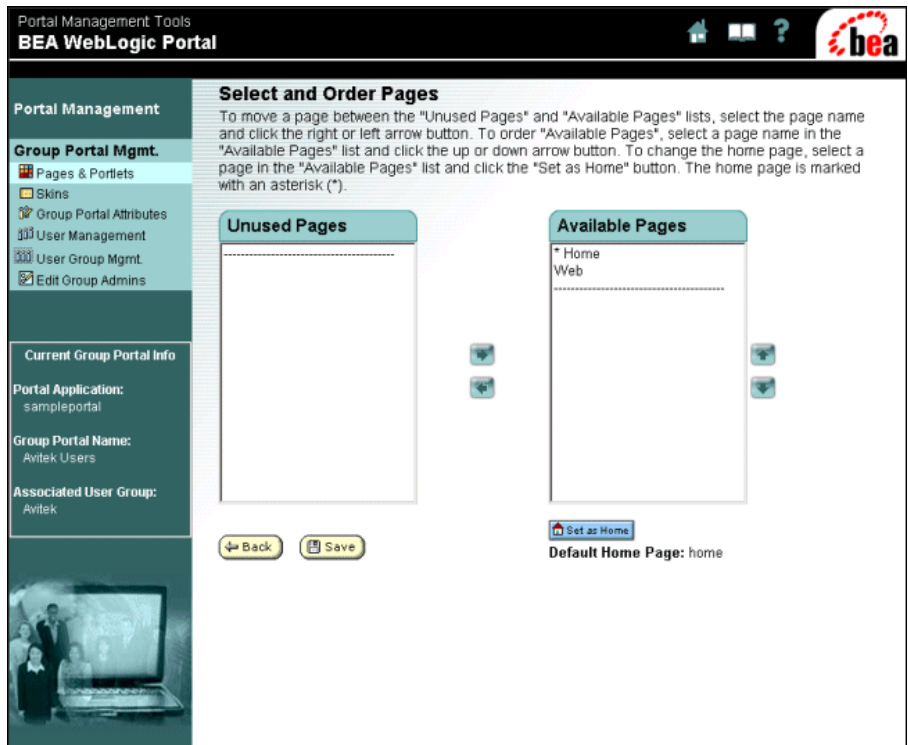 Portal Management Tools
BEA WebLogic Portal
?
bea
Portal Management
Group Portal Mgmt.
Pages & Portlets
Skins
Group Portal Attributes
User Management
User Group Mgmt.
Edit Group Admins
Current Group Portal Info
Portal Application:
sampleportal
Group Portal Name:
Avitek Users
Associated User Group:
Avitek
Select and Order Pages
To move a page between the "Unused Pages" and "Available Pages" lists, select the page name
and click the right or left arrow button. To order "Available Pages", select a page name in the
"Available Pages" list and click the up or down arrow button. To change the home page, select a
page in the "Available Pages" list and click the "Set as Home" button. The home page is marked
with an asterisk (*).
Unused Pages
----------------------------------------
Available Pages
* Home
Web
----------------------------------------
Back
Save
Set as Home
Default Home Page: home